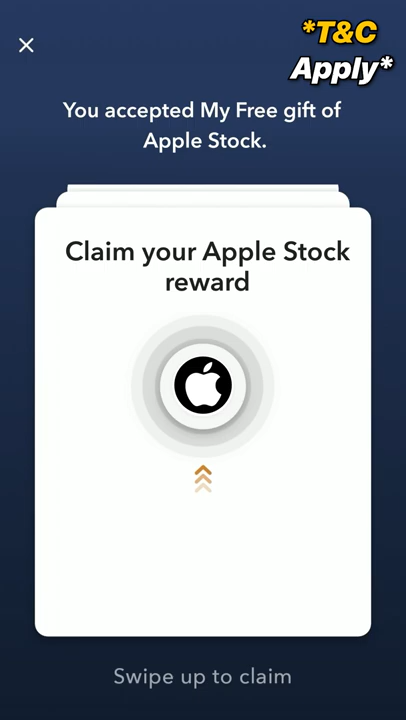 *T&C
Apply*
You accepted My Free gift of
Apple Stock.
Claim your Apple Stock
reward
Swipe up to claim